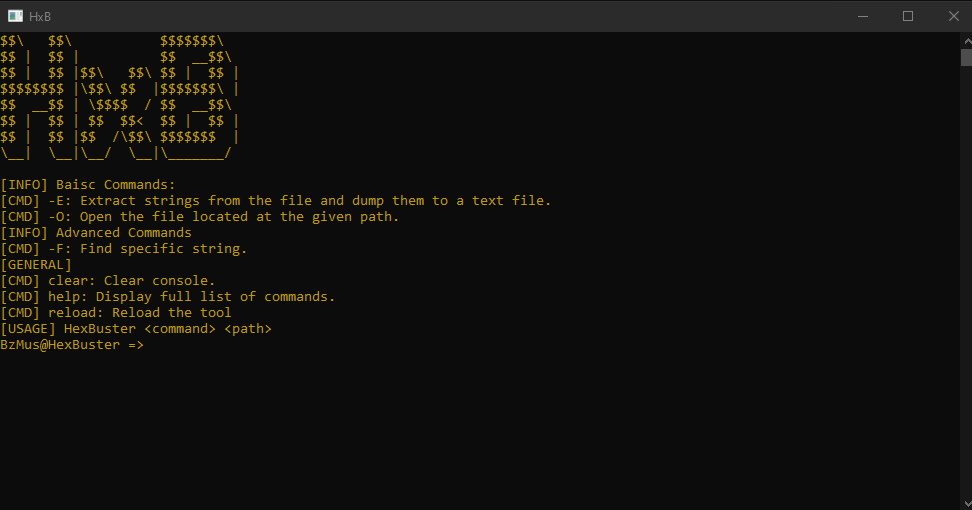 HxB
$$\   $$\           $$$$$$$\
$$ |  $$ |          $$  __$$\
$$ |  $$ |$$\   $$\ $$ |  $$ |
$$$$$$$$ |\$$\ $$  |$$$$$$$\ |
$$  __$$ | \$$$$  / $$  __$$\
$$ |  $$ | $$  $$<  $$ |  $$ |
$$ |  $$ |$$  /\$$\ $$$$$$$  |
\__|  \__|\__/  \__|\_______/
[INFO] Baisc Commands:
[CMD] -E: Extract strings from the file and dump them to a text file.
[CMD] -O: Open the file located at the given path.
[INFO] Advanced Commands
[CMD] -F: Find specific string.
[GENERAL]
[CMD] clear: Clear console.
[CMD] help: Display full list of commands.
[CMD] reload: Reload the tool
[USAGE] HexBuster <command> <path>
BzMus@HexBuster =>